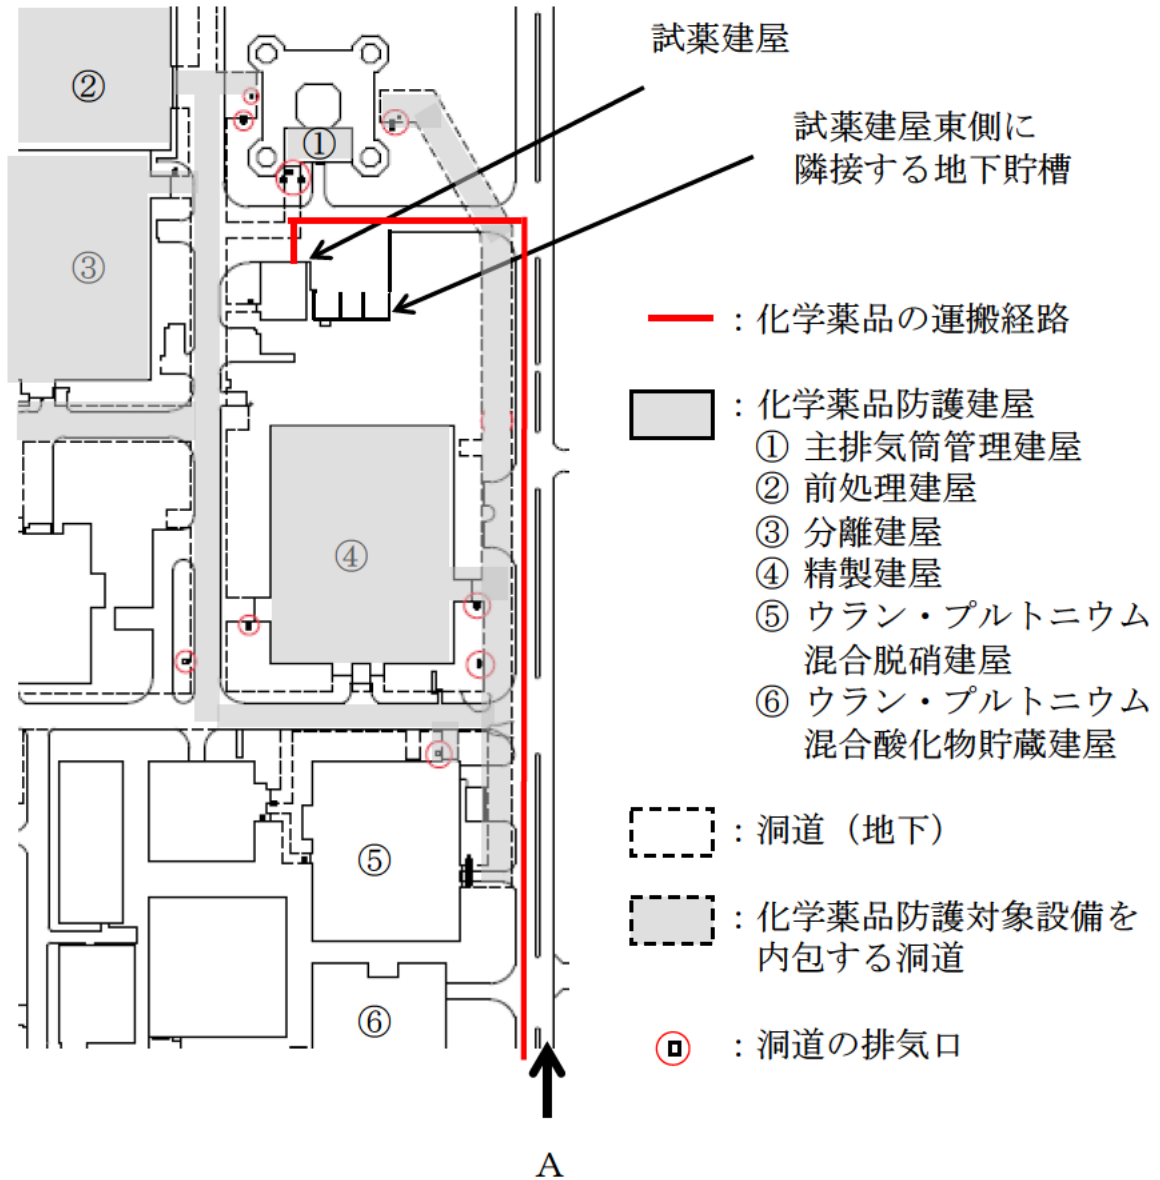 試薬建屋
試薬建屋東側に
隣接する地下貯槽
②
①
③
④
⑤
⑥
A
：化学薬品の運搬経路
：化学薬品防護建屋
① 主排気筒管理建屋
② 前処理建屋
③ 分離建屋
④ 精製建屋
⑤ ウラン・プルトニウム
混合脱硝建屋
⑥ ウラン・プルトニウム
混合酸化物貯蔵建屋
：洞道（地下）
：化学薬品防護対象設備を
内包する洞道
：洞道の排気口